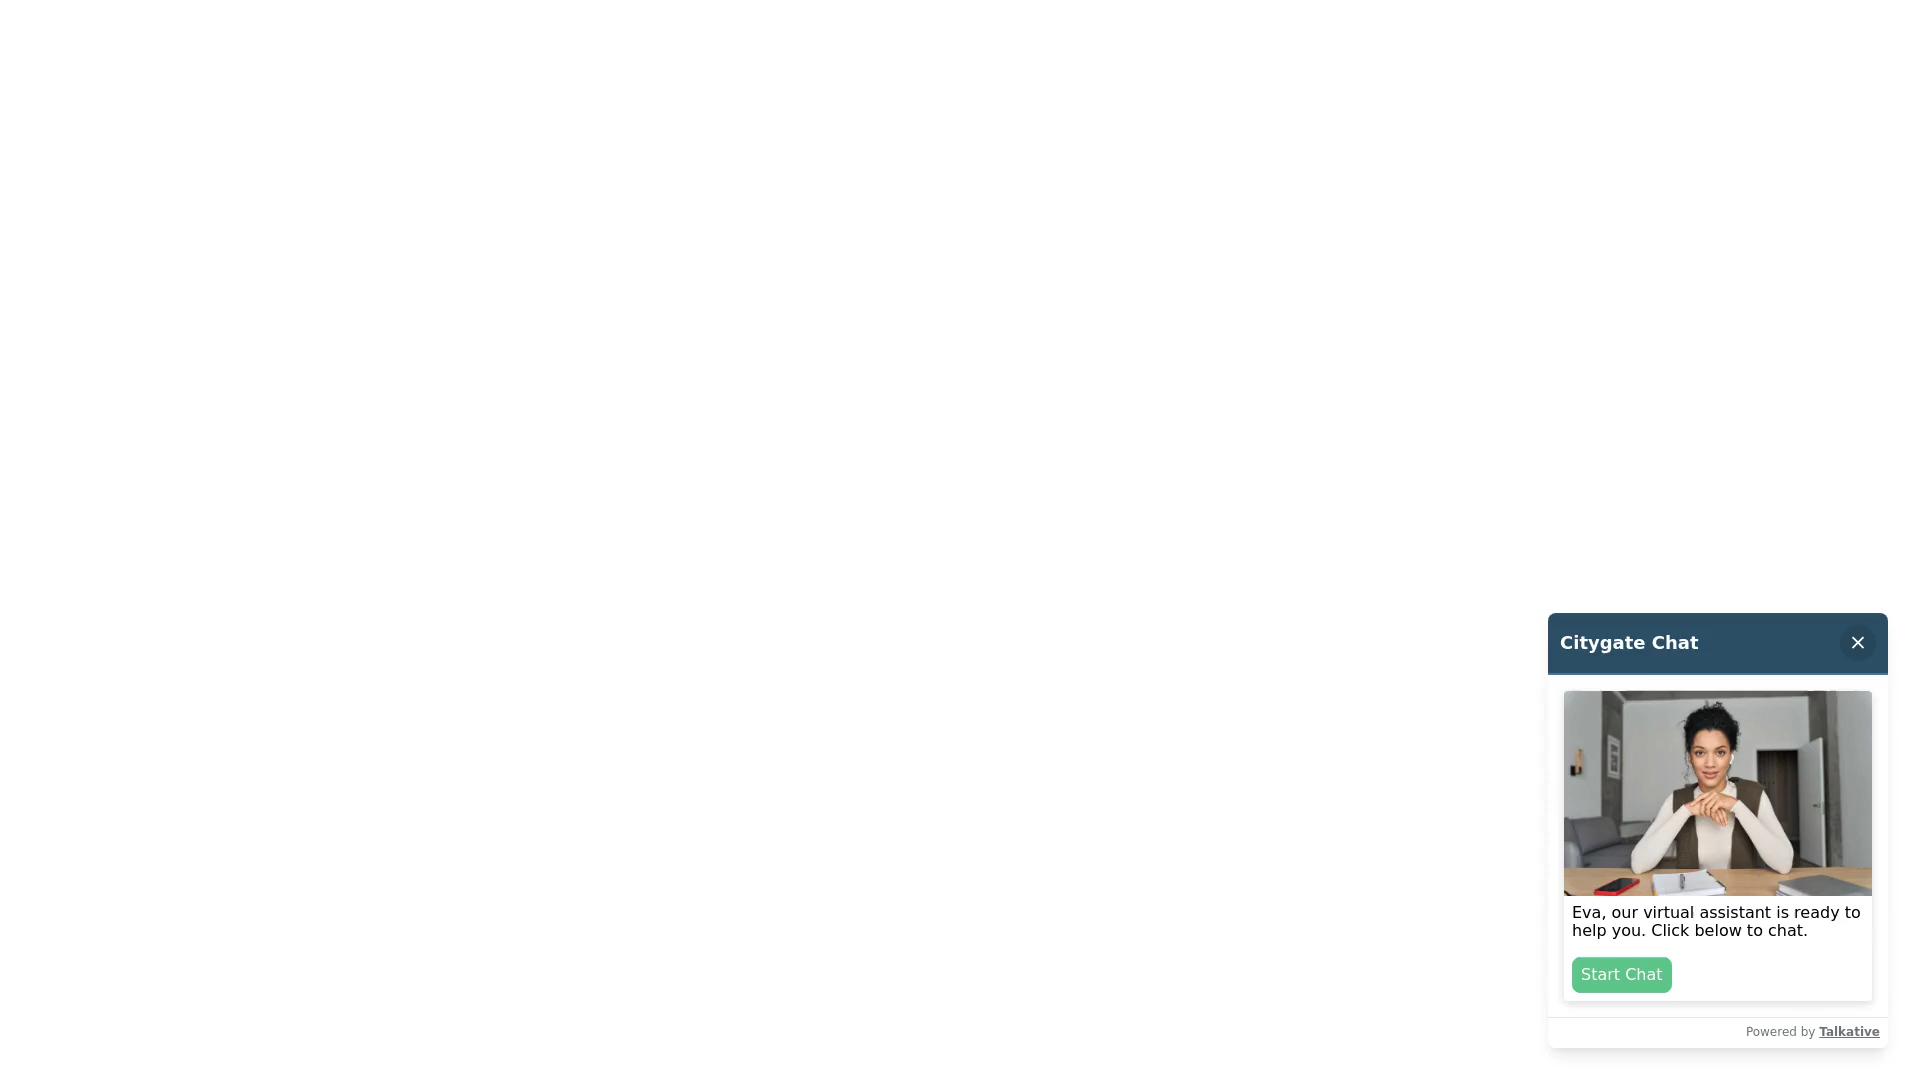 Citygate Chat
Eva, our virtual assistant is ready to
help you. Click below to chat.
Start Chat
Powered by Talkative